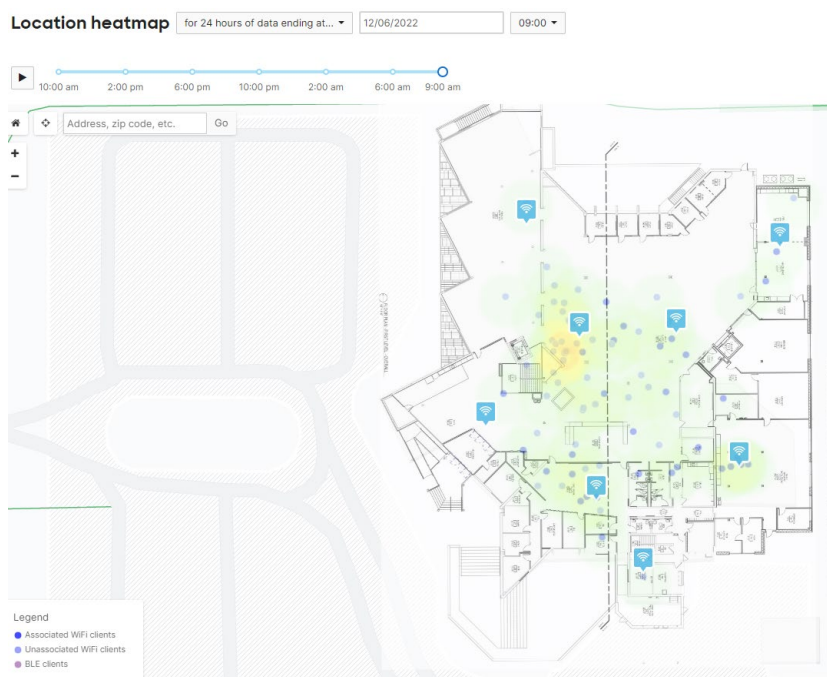 Location heatmap
for 24 hours of data ending at...
12/06/2022
09:00
10:00 am
2:00 pm
6:00 pm
10:00 am
2:00 am
6:00 am
9:00 am
Address, zip code, etc.
Go
+
−
Legend
Associated WiFi clients
Unassociated WiFi clients
BLE clients